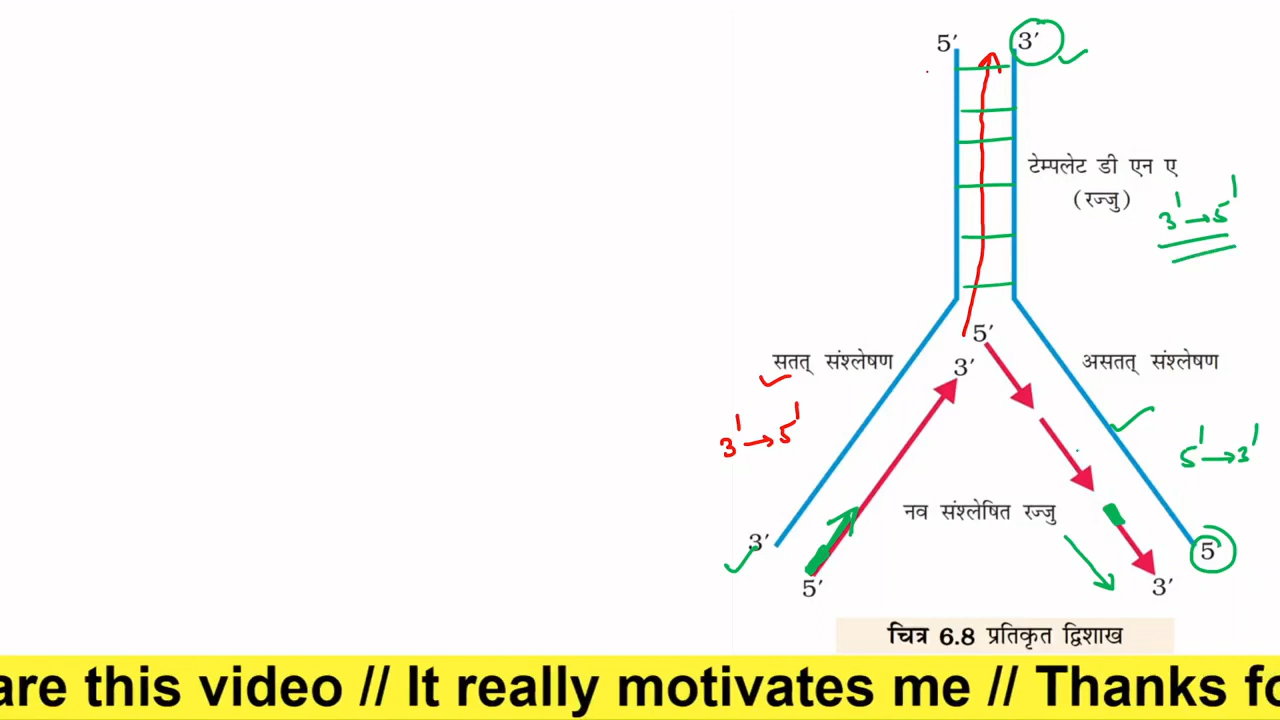 5′ 3′
टेम्पलेट डी एन ए
(रज्जु)
3′→5′
5′
सतत् संश्लेषण 3′ असतत् संश्लेषण
3′→5′
5′→3′
नव संश्लेषित रज्जु
3′ 5′
5′ 3′
चित्र 6.8 प्रतिकृत द्विशाख
are this video // It really motivates me // Thanks fo